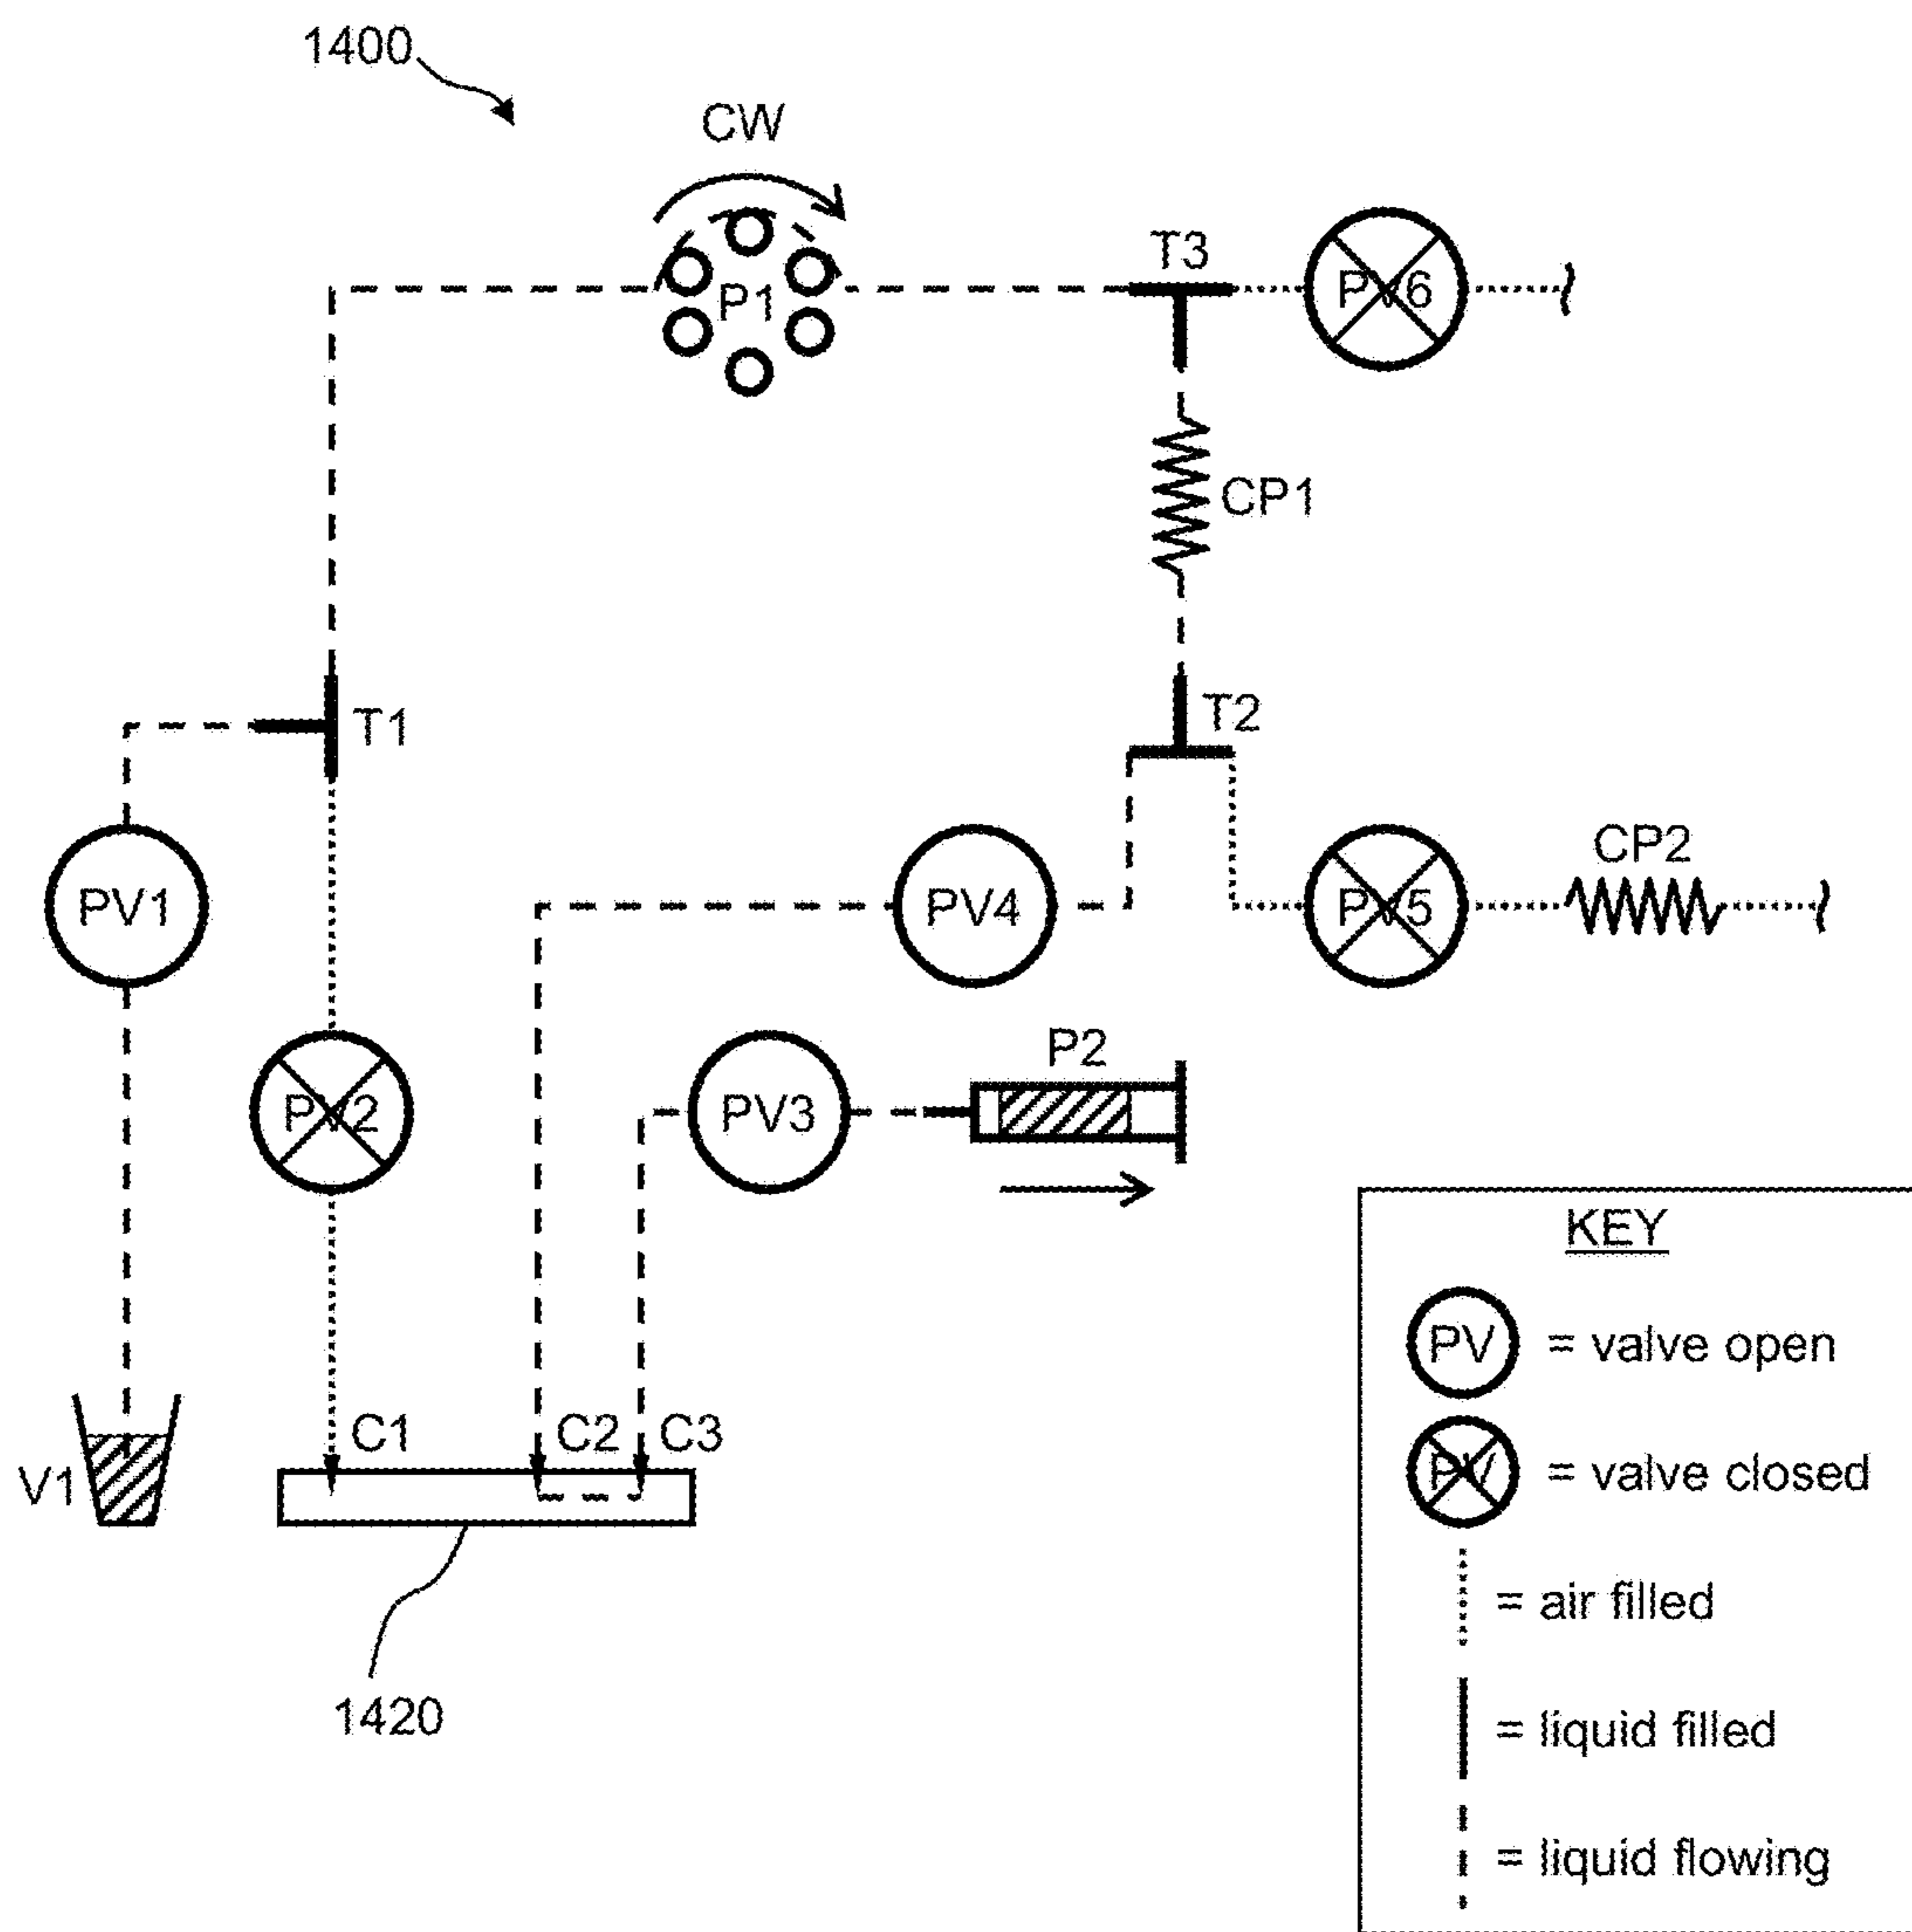 1400
CW
P1
T3
PV6
CP1
T1
T2
PV1
PV4
PV5
CP2
PV2
PV3
P2
V1
C1
C2
C3
1420
KEY
PV = valve open
PV = valve closed
= air filled
= liquid filled
= liquid flowing